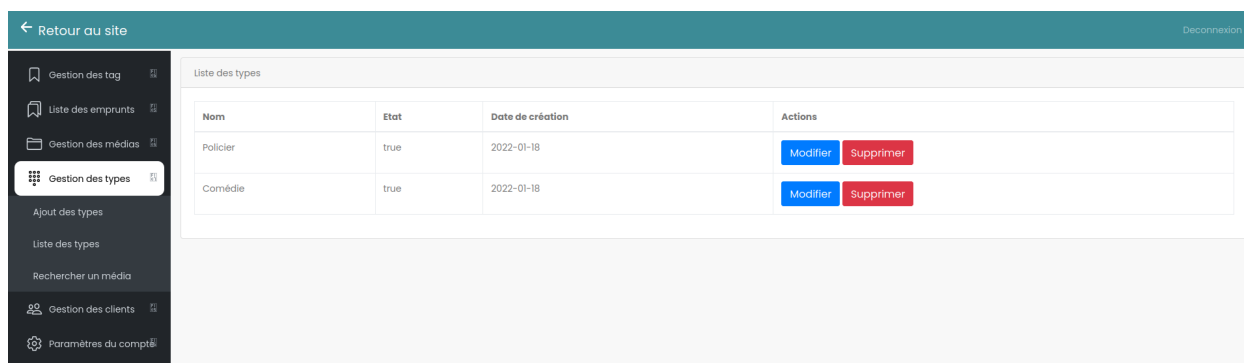 Retour au site
Deconnexion
Gestion des tag
Liste des emprunts
Gestion des médias
Gestion des types
Ajout des types
Liste des types
Rechercher un média
Gestion des clients
Paramètres du compte
Liste des types
Nom Etat Date de création Actions
Policier true 2022-01-18 Modifier Supprimer
Comédie true 2022-01-18 Modifier Supprimer